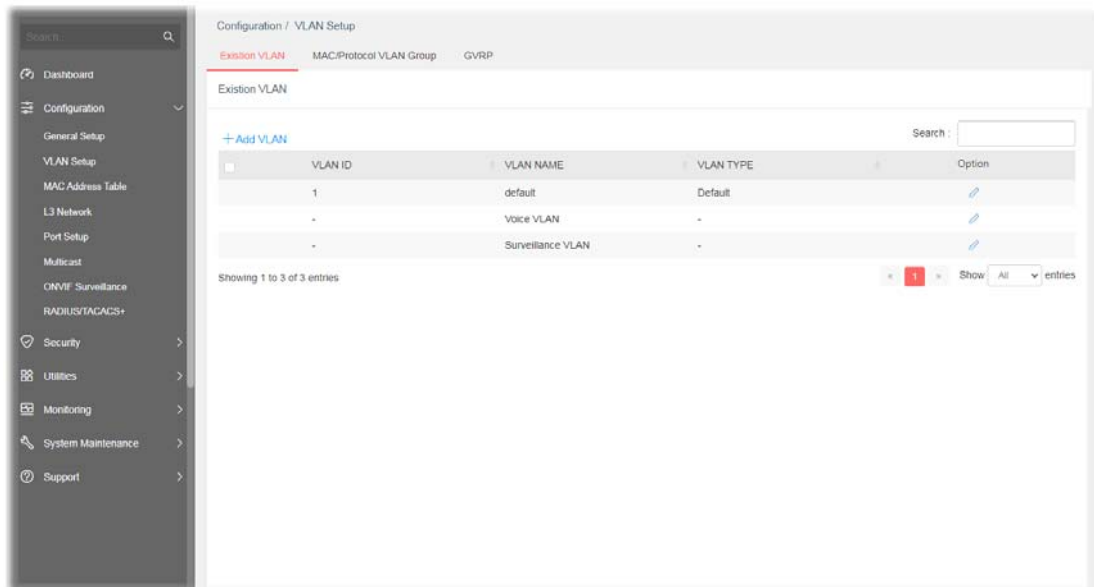 Search...
Dashboard
Configuration
General Setup
VLAN Setup
MAC Address Table
L3 Network
Port Setup
Multicast
ONVIF Surveillance
RADIUS/TACACS+
Security
Utilities
Monitoring
System Maintenance
Support
Configuration / VLAN Setup
Existion VLAN MAC/Protocol VLAN Group GVRP
Existion VLAN
+Add VLAN Search :
VLAN ID VLAN NAME VLAN TYPE Option
1 default Default
- Voice VLAN -
- Surveillance VLAN -
Showing 1 to 3 of 3 entries « 1 » Show All entries